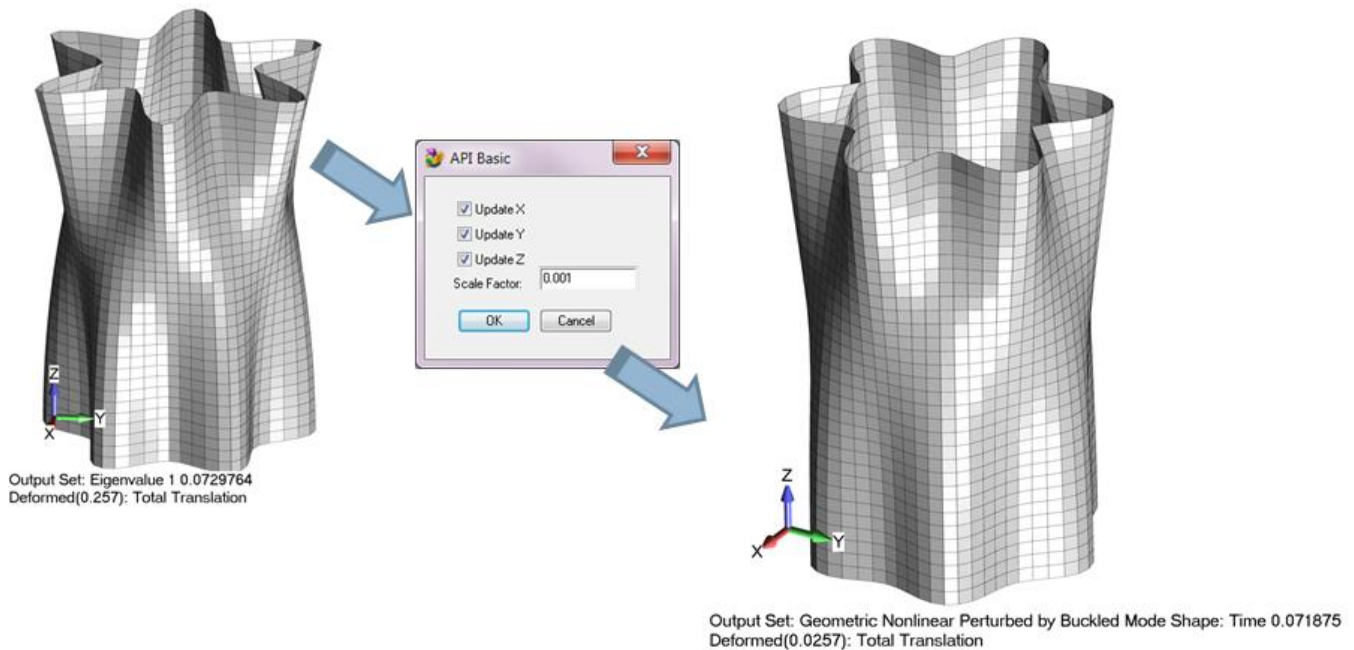 API Basic
Update X
Update Y
Update Z
Scale Factor: 0.001
OK Cancel
Z
Y
X
Output Set: Eigenvalue 1 0.0729764
Deformed(0.257): Total Translation
Z
X
Y
Output Set: Geometric Nonlinear Perturbed by Buckled Mode Shape: Time 0.071875
Deformed(0.0257): Total Translation